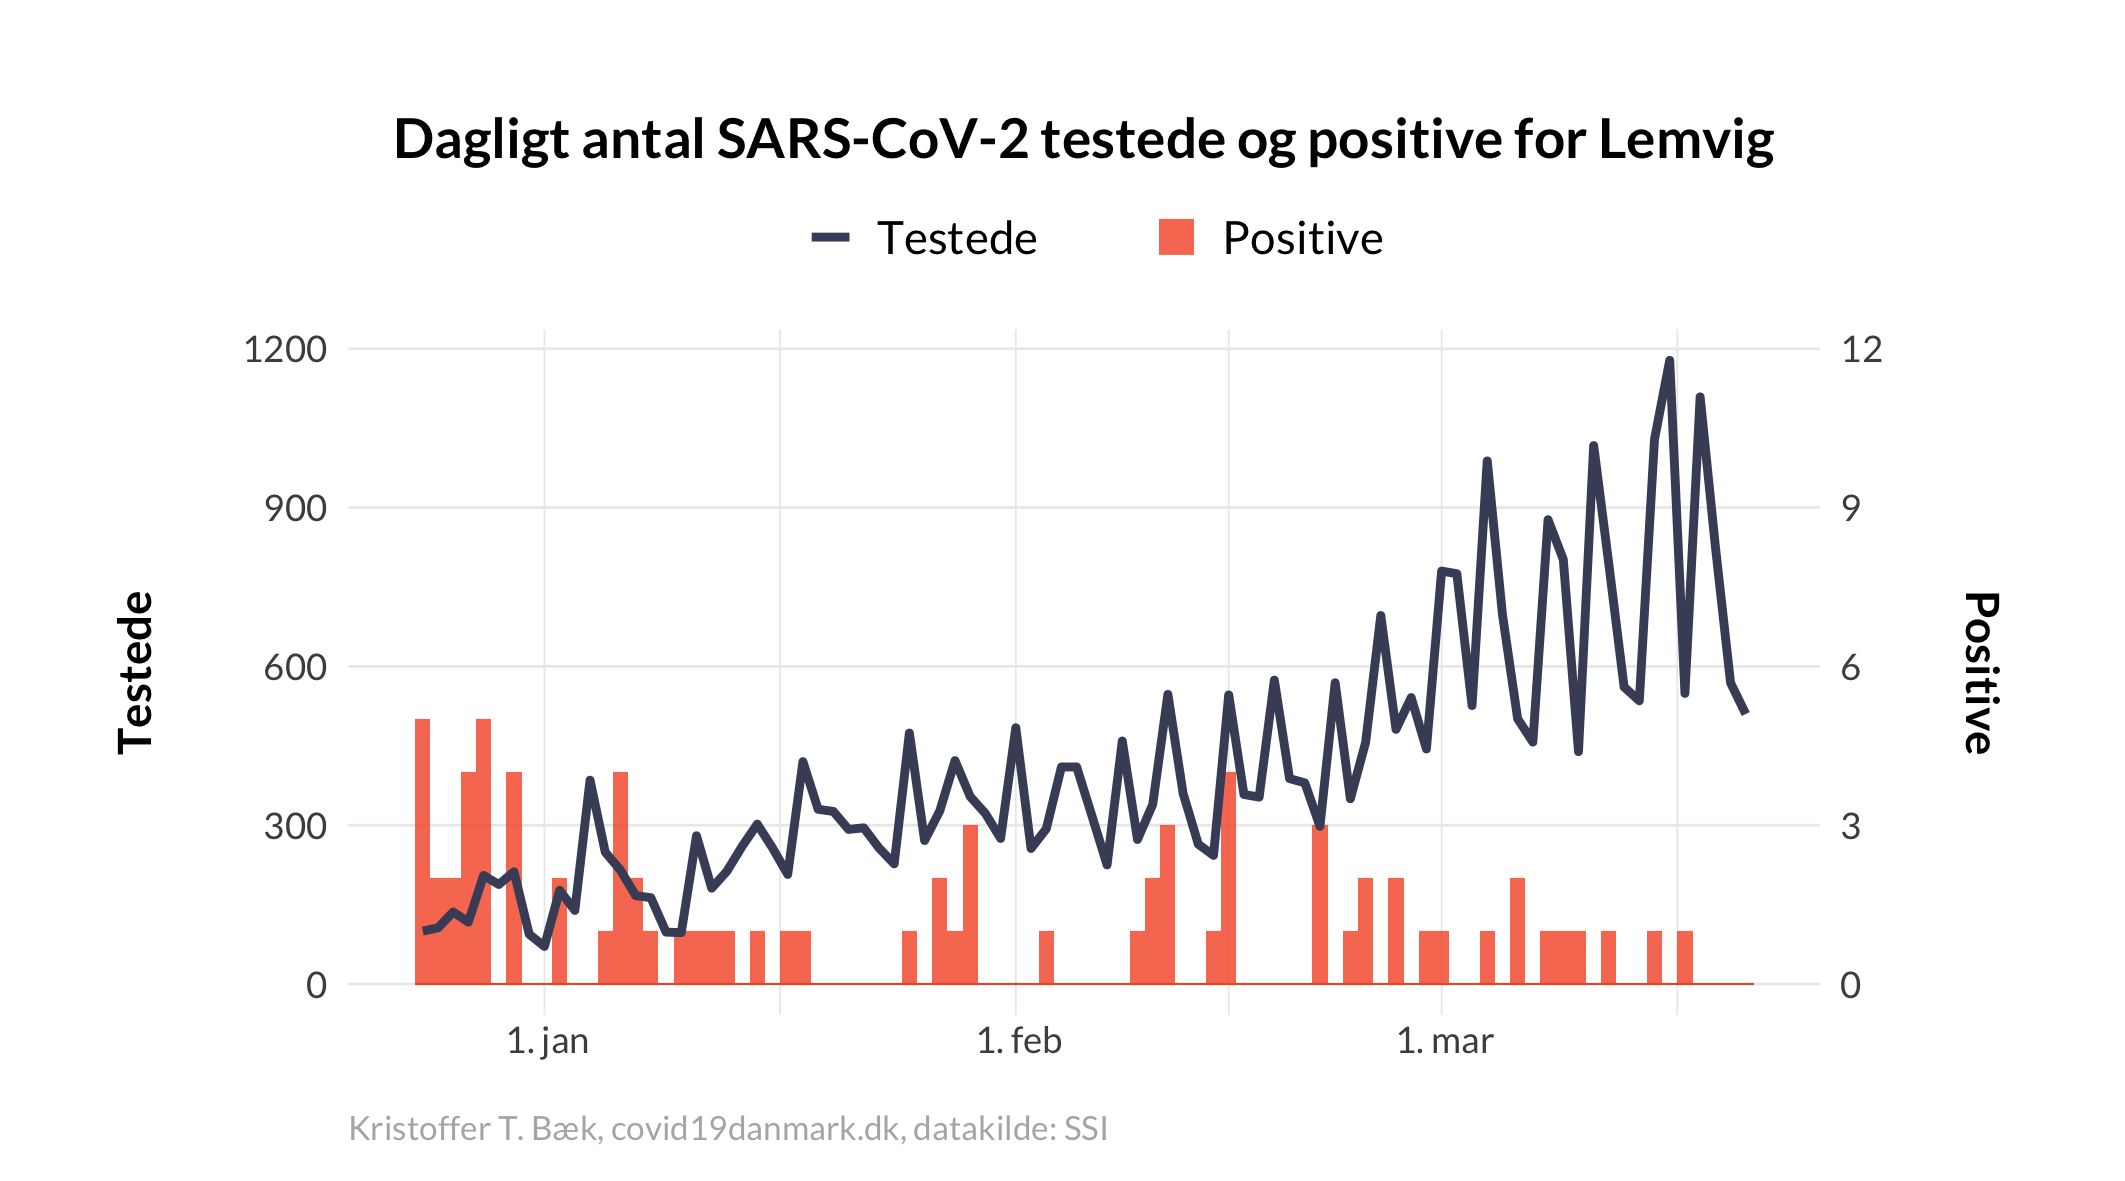 Dagligt antal SARS-CoV-2 testede og positive for Lemvig
Testede Positive
1200 12
900 9
600 6
300 3
0 0
Testede
Positive
1. jan 1. feb 1. mar
Kristoffer T. Bæk, covid19danmark.dk, datakilde: SSI